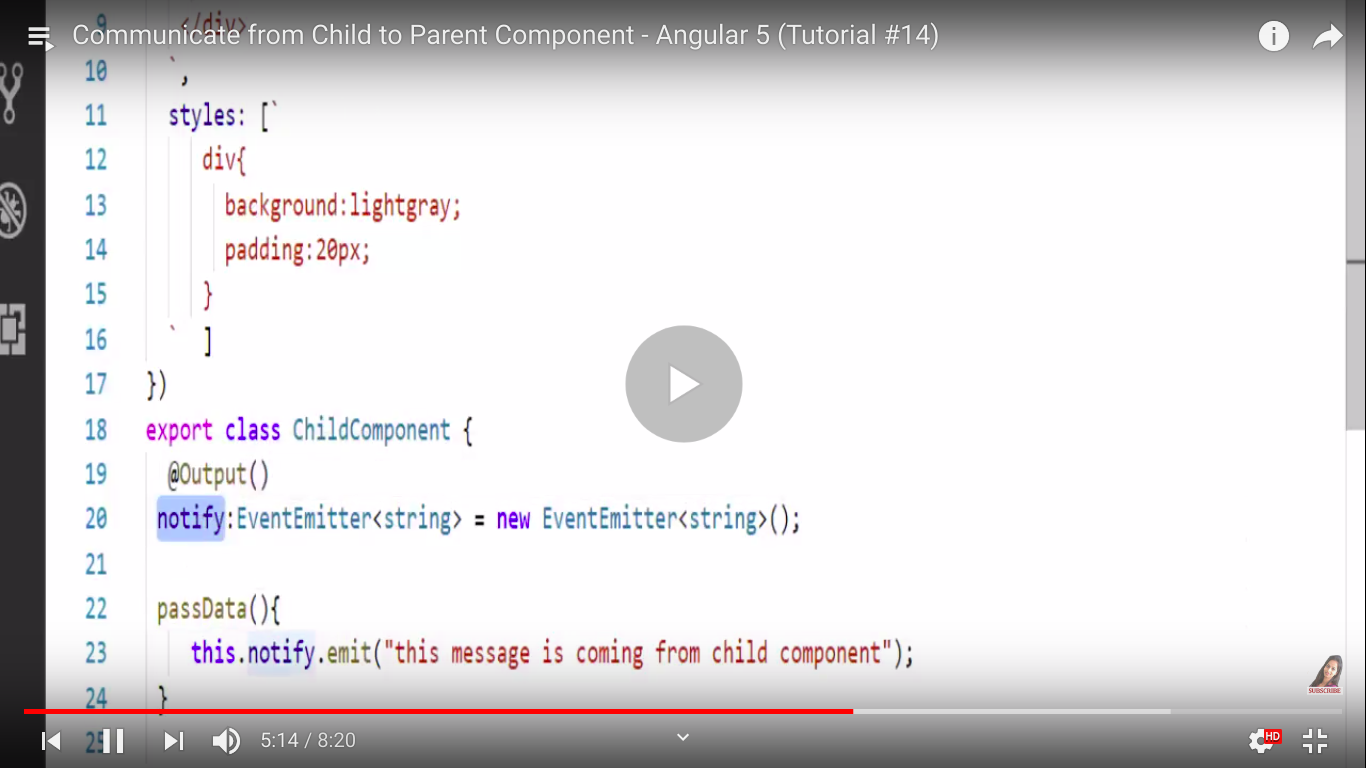 Communicate from Child to Parent Component - Angular 5 (Tutorial #14)
9 </div>
10 `,
11 styles: [`
12 div{
13 background:lightgray;
14 padding:20px;
15 }
16 ` ]
17 })
18 export class ChildComponent {
19 @Output()
20 notify:EventEmitter<string> = new EventEmitter<string>();
21
22 passData(){
23 this.notify.emit("this message is coming from child component");
24 }
25
SUBSCRIBE
5:14 / 8:20
HD